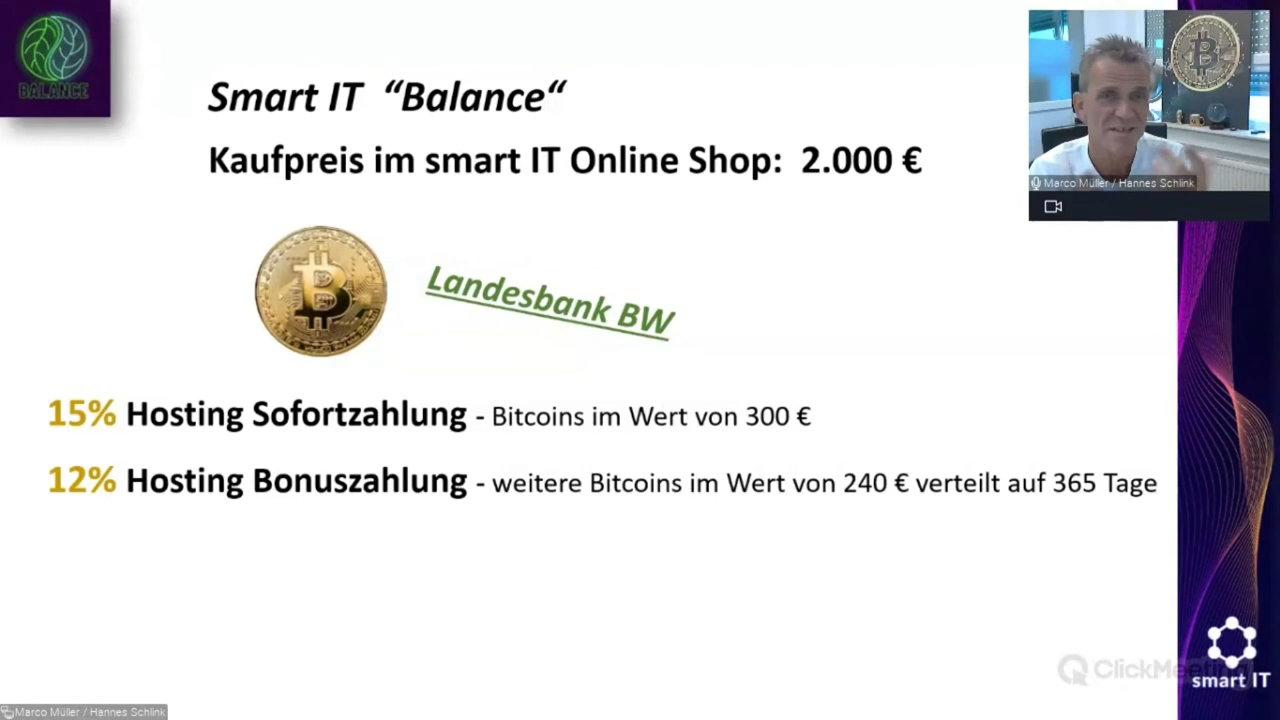 BALANCE
Smart IT “Balance“
Kaufpreis im smart IT Online Shop: 2.000 €
Marco Müller / Hannes Schlink
Landesbank BW
15% Hosting Sofortzahlung - Bitcoins im Wert von 300 €
12% Hosting Bonuszahlung - weitere Bitcoins im Wert von 240 € verteilt auf 365 Tage
ClickMeeting
smart IT
Marco Müller / Hannes Schlink